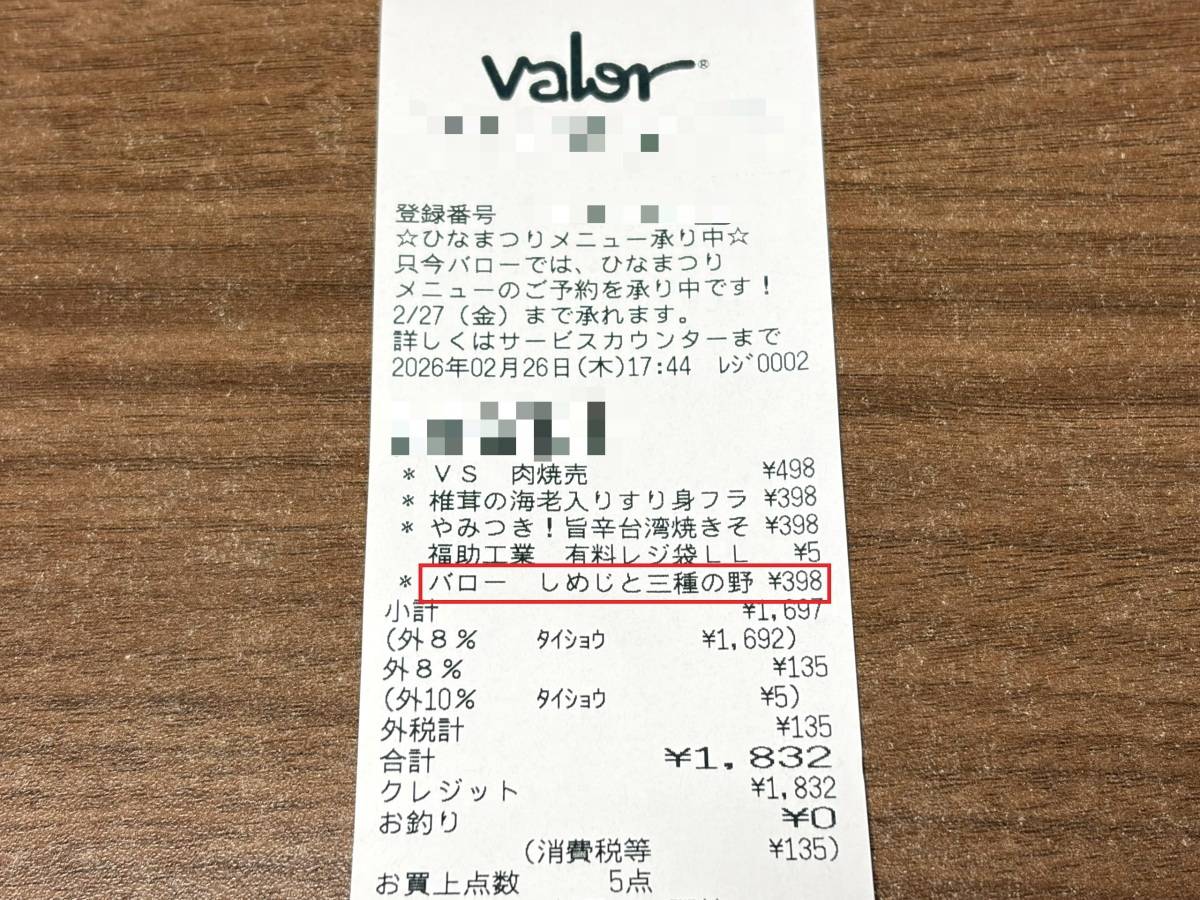 valor®
登録番号
☆ひなまつりメニュー承り中☆
只今バローでは、ひなまつり
メニューのご予約を承り中です！
2/27（金）まで承れます。
詳しくはサービスカウンターまで
2026年02月26日(木)17:44 ﾚｼﾞ0002
* ＶＳ 肉焼売 ¥498
* 椎茸の海老入りすり身フラ ¥398
* やみつき！旨辛台湾焼きそ ¥398
福助工業 有料レジ袋ＬＬ ¥5
* バロー しめじと三種の野 ¥398
小計 ¥1,697
(外８％ ﾀｲｼｮｳ ¥1,692)
外８％ ¥135
(外10％ ﾀｲｼｮｳ ¥5)
外税計 ¥135
合計 ¥1,832
クレジット ¥1,832
お釣り ¥0
(消費税等 ¥135)
お買上点数 5点